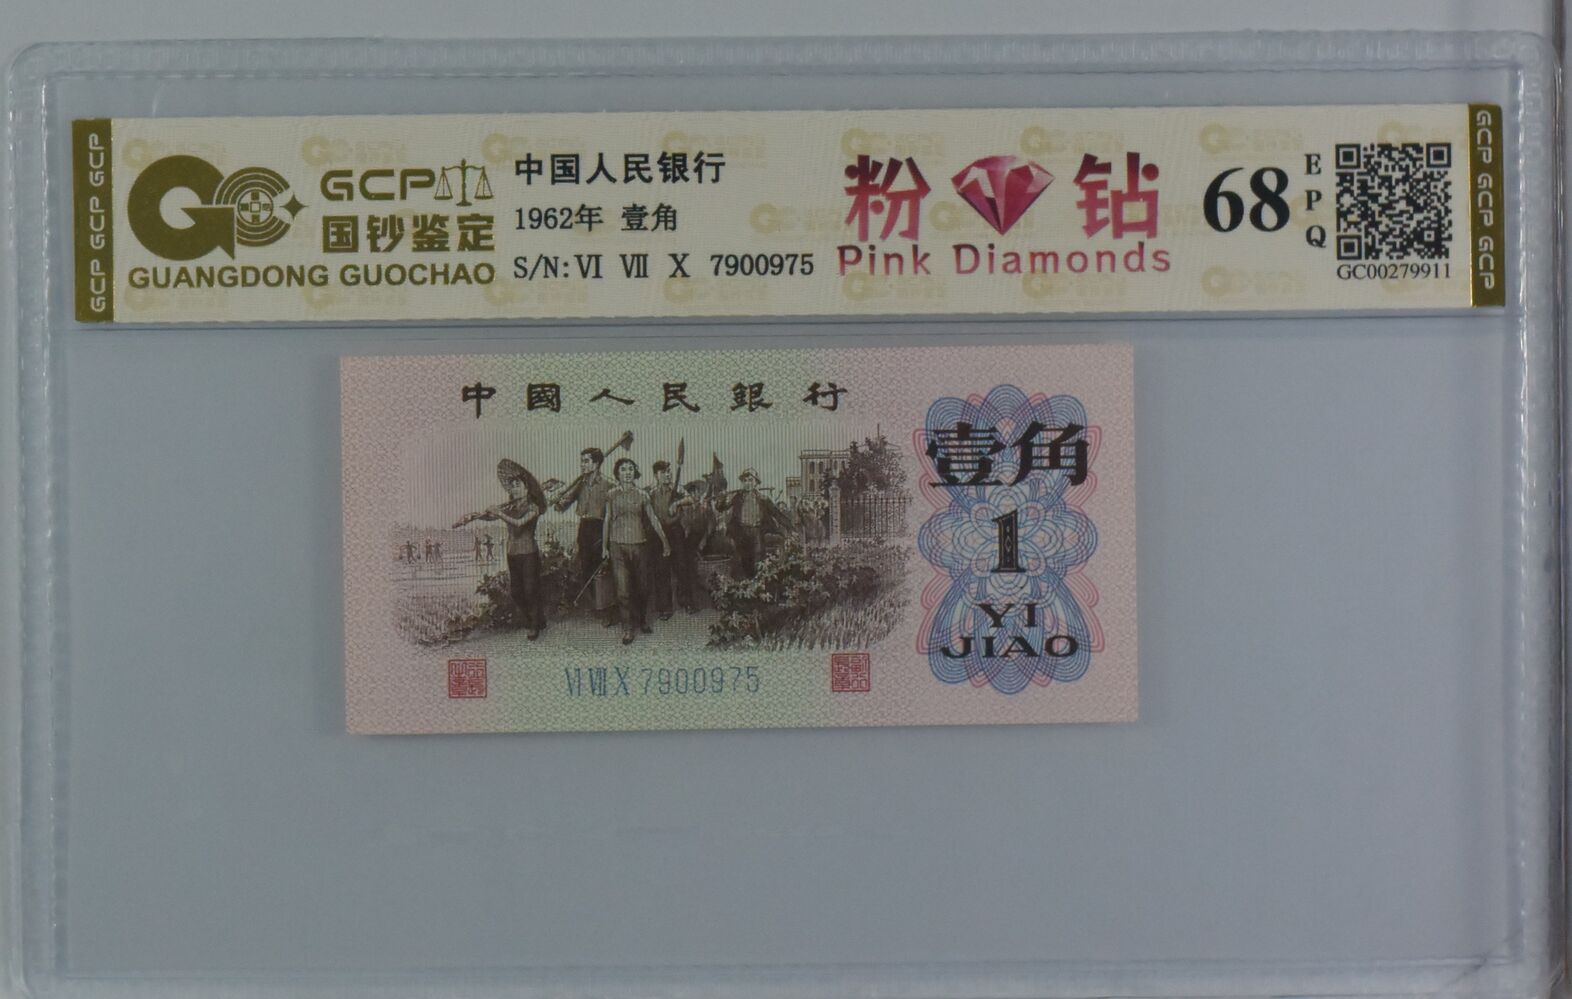 GCP GCP GCP
GCP
国钞鉴定
GUANGDONG GUOCHAO
中国人民银行
1962年 壹角
S/N: VI VII X 7900975
粉 钻
Pink Diamonds
68
EPQ
GC00279911
GCP GCP GCP
中國人民銀行
壹角
1
YI
JIAO
VI VII X 7900975